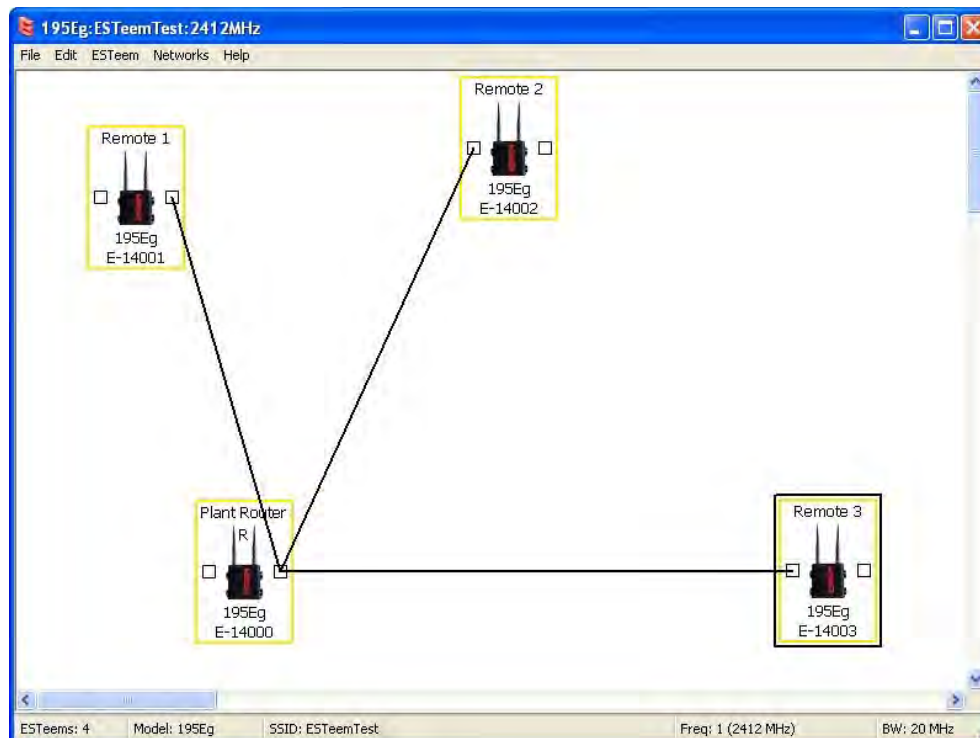 195Eg:ESTeemTest:2412MHz
File Edit ESTeem Networks Help
Remote 2
195Eg
E-14002
Remote 1
195Eg
E-14001
Plant Router
R
195Eg
E-14000
Remote 3
195Eg
E-14003
ESTeems: 4 Model: 195Eg SSID: ESTeemTest Freq: 1 (2412 MHz) BW: 20 MHz